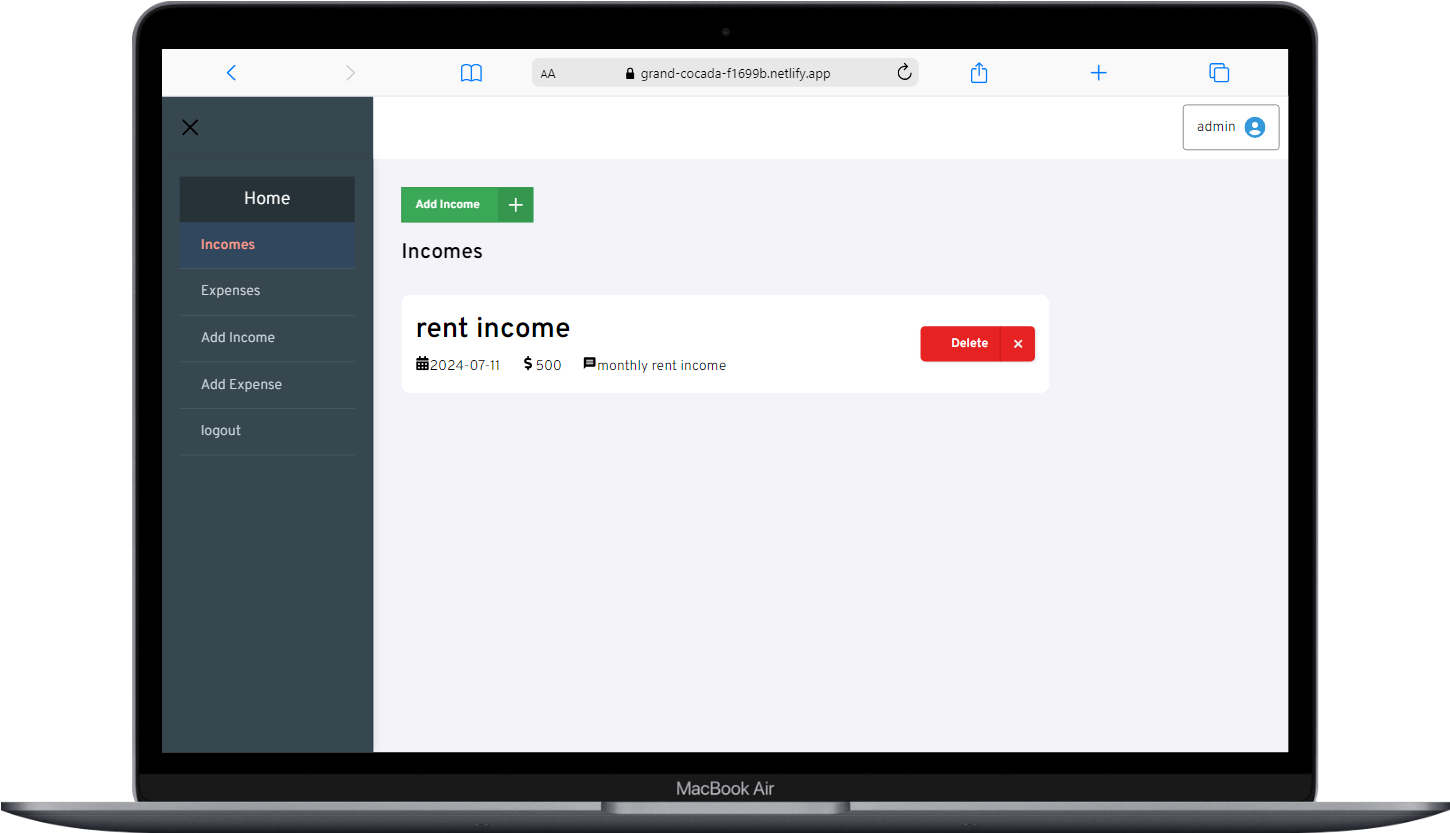 AA grand-cocada-f1699b.netlify.app
admin
Home
Incomes
Expenses
Add Income
Add Expense
logout
Add Income
Incomes
rent income
2024-07-11 $ 500 monthly rent income
Delete
MacBook Air